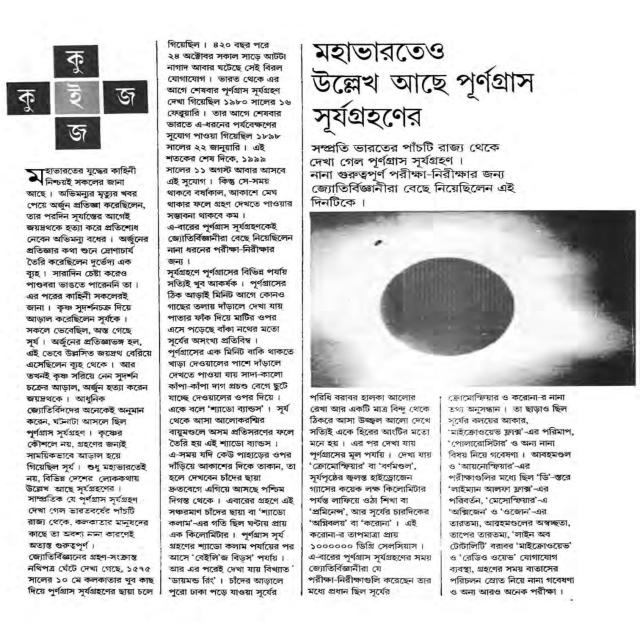 কু
কু ই জ
জ
মহাভারতের যুদ্ধের কাহিনী
নিশ্চয়ই সকলের জানা
আছে । অভিমন্যুর মৃত্যুর খবর
পেয়ে অর্জুন প্রতিজ্ঞা করেছিলেন,
তার পরদিন সূর্যাস্তের আগেই
জয়দ্রথকে হত্যা করে প্রতিশোধ
নেবেন অভিমন্যু বধের । অর্জুনের
প্রতিজ্ঞার কথা শুনে দ্রোণাচার্য
তৈরি করেছিলেন দুর্ভেদ্য এক
ব্যূহ । সারাদিন চেষ্টা করেও
পাণ্ডবরা ভাঙতে পারেননি তা ।
এর পরের কাহিনী সকলেরই
জানা । কৃষ্ণ সুদর্শনচক্র দিয়ে
আড়াল করেছিলেন সূর্যকে ।
সকলে ভেবেছিল, অস্ত গেছে
সূর্য । অর্জুনের প্রতিজ্ঞাভঙ্গ হল,
এই ভেবে উল্লসিত জয়দ্রথ বেরিয়ে
এসেছিলেন ব্যূহ থেকে । আর
তখনই কৃষ্ণ সরিয়ে নেন সুদর্শন
চক্রের আড়াল, অর্জুন হত্যা করেন
জয়দ্রথকে । আধুনিক
জ্যোতির্বিদদের অনেকেই অনুমান
করেন, ঘটনাটা আসলে ছিল
পূর্ণগ্রাস সূর্যগ্রহণ । কৃষ্ণের
কৌশলে নয়, গ্রহণের জন্যই
সাময়িকভাবে আড়াল হয়ে
গিয়েছিল সূর্য । শুধু মহাভারতেই
নয়, বিভিন্ন দেশের লোককথায়
উল্লেখ আছে সূর্যগ্রহণের ।
সাম্প্রতিক যে পূর্ণগ্রাস সূর্যগ্রহণ
দেখা গেল ভারতবর্ষের পাঁচটি
রাজ্য থেকে, কলকাতার মানুষদের
কাছে তা অবশ্য নানা কারণেই
অত্যন্ত গুরুত্বপূর্ণ ।
জ্যোতির্বিজ্ঞানের গ্রহণ-সংক্রান্ত
নথিপত্র ঘেঁটে দেখা গেছে, ১৫৭৫
সালের ১০ মে কলকাতার খুব কাছ
দিয়ে পূর্ণগ্রাস সূর্যগ্রহণের ছায়া চলে
গিয়েছিল । ৪২০ বছর পরে
২৪ অক্টোবর সকাল সাড়ে আটটা
নাগাদ আবার ঘটেছে সেই বিরল
যোগাযোগ । ভারত থেকে এর
আগে শেষবার পূর্ণগ্রাস সূর্যগ্রহণ
দেখা গিয়েছিল ১৯৮০ সালের ১৬
ফেব্রুয়ারি । তার আগে শেষবার
ভারতে এ-ধরনের পর্যবেক্ষণের
সুযোগ পাওয়া গিয়েছিল ১৮৯৮
সালের ২২ জানুয়ারি । এই
শতকের শেষ দিকে, ১৯৯৯
সালের ১১ অগস্ট আবার আসবে
এই সুযোগ । কিন্তু সে-সময়
থাকবে বর্ষাকাল, আকাশে মেঘ
থাকার ফলে গ্রহণ দেখতে পাওয়ার
সম্ভাবনা থাকবে কম ।
এ-বারের পূর্ণগ্রাস সূর্যগ্রহণকেই
জ্যোতির্বিজ্ঞানীরা বেছে নিয়েছিলেন
নানা ধরনের পরীক্ষা-নিরীক্ষার
জন্য ।
সূর্যগ্রহণে পূর্ণগ্রাসের বিভিন্ন পর্যায়
সত্যিই খুব আকর্ষক । পূর্ণগ্রাসের
ঠিক আড়াই মিনিট আগে কোনও
গাছের তলায় দাঁড়ালে দেখা যায়
পাতার ফাঁক দিয়ে মাটির ওপর
এসে পড়েছে বাঁকা নখের মতো
সূর্যের অসংখ্য প্রতিবিম্ব ।
পূর্ণগ্রাসের এক মিনিট বাকি থাকতে
খাড়া দেওয়ালের পাশে দাঁড়ালে
দেখতে পাওয়া যায় সাদা-কালো
কাঁপা-কাঁপা দাগ প্রচণ্ড বেগে ছুটে
যাচ্ছে দেওয়ালের ওপর দিয়ে ।
একে বলে 'শ্যাডো ব্যান্ডস' । সূর্য
থেকে আসা আলোকরশ্মির
বায়ুমণ্ডলে অসম প্রতিসরণের ফলে
তৈরি হয় এই শ্যাডো ব্যান্ডস ।
এ-সময় যদি কেউ পাহাড়ের ওপর
দাঁড়িয়ে আকাশের দিকে তাকান, তা
হলে দেখবেন চাঁদের ছায়া
দ্রুতবেগে এগিয়ে আসছে পশ্চিম
দিগন্ত থেকে । এবারের গ্রহণে এই
সঞ্চরমাণ চাঁদের ছায়া বা 'শ্যাডো
কলাম'-এর গতি ছিল ঘণ্টায় প্রায়
এক কিলোমিটার । পূর্ণগ্রাস সূর্য
গ্রহণের শ্যাডো কলাম পর্যায়ের পর
আসে 'বেইলি'জ বিডস' পর্যায় ।
আর এর পরেই দেখা যায় বিখ্যাত
'ডায়মন্ড রিং' । চাঁদের আড়ালে
পুরো ঢাকা পড়ে যাওয়া সূর্যের
মহাভারতেও
উল্লেখ আছে পূর্ণগ্রাস
সূর্যগ্রহণের
সম্প্রতি ভারতের পাঁচটি রাজ্য থেকে
দেখা গেল পূর্ণগ্রাস সূর্যগ্রহণ ।
নানা গুরুত্বপূর্ণ পরীক্ষা-নিরীক্ষার জন্য
জ্যোতির্বিজ্ঞানীরা বেছে নিয়েছিলেন এই
দিনটিকে ।
পরিধি বরাবর হালকা আলোর
রেখা আর একটি মাত্র বিন্দু থেকে
ঠিকরে আসা উজ্জ্বল আলো দেখে
সত্যিই একে হিরের আংটির মতো
মনে হয় । এর পর দেখা যায়
পূর্ণগ্রাসের মূল পর্যায় । দেখা যায়
'ক্রোমোস্ফিয়ার' বা 'বর্ণমণ্ডল',
সূর্যপৃষ্ঠের জ্বলন্ত হাইড্রোজেন
গ্যাসের কয়েক লক্ষ কিলোমিটার
পর্যন্ত লাফিয়ে ওঠা শিখা বা
'প্রমিনেন্স', আর সূর্যের চারদিকের
'অগ্নিবলয়' বা 'করোনা' । এই
করোনা-র তাপমাত্রা প্রায়
১০০০০০০ ডিগ্রি সেলসিয়াস ।
এ-বারের পূর্ণগ্রাস সূর্যগ্রহণের সময়
জ্যোতির্বিজ্ঞানীরা যে
পরীক্ষা-নিরীক্ষাগুলি করেছেন তার
মধ্যে প্রধান ছিল সূর্যের
ক্রোমোস্ফিয়ার ও করোনা-র নানা
তথ্য অনুসন্ধান । তা ছাড়াও ছিল
সূর্যের বলয়ের আকার,
'মাইক্রোওয়েভ ফ্লাক্স'-এর পরিমাপ,
'পোলারোসিটার' ও অন্য নানা
বিষয় নিয়ে গবেষণা । আবহমণ্ডল
ও 'আয়নোস্ফিয়ার'-এর
পরীক্ষাগুলির মধ্যে ছিল 'ডি'-স্তরে
'লাইম্যান আলফা ফ্লাক্স'-এর
পরিবর্তন, 'মেসোস্ফিয়ার'-এ
'অক্সিজেন' ও 'ওজোন'-এর
তারতম্য, আবহমণ্ডলের অস্বচ্ছতা,
তাপের তারতম্য, 'লাইন অব
টোটালিটি' বরাবর 'মাইক্রোওয়েভ'
ও 'রেডিও ওয়েভ' যোগাযোগ
ব্যবস্থা, গ্রহণের সময় বাতাসের
পরিচলন স্রোত নিয়ে নানা গবেষণা
ও অন্য আরও অনেক পরীক্ষা ।